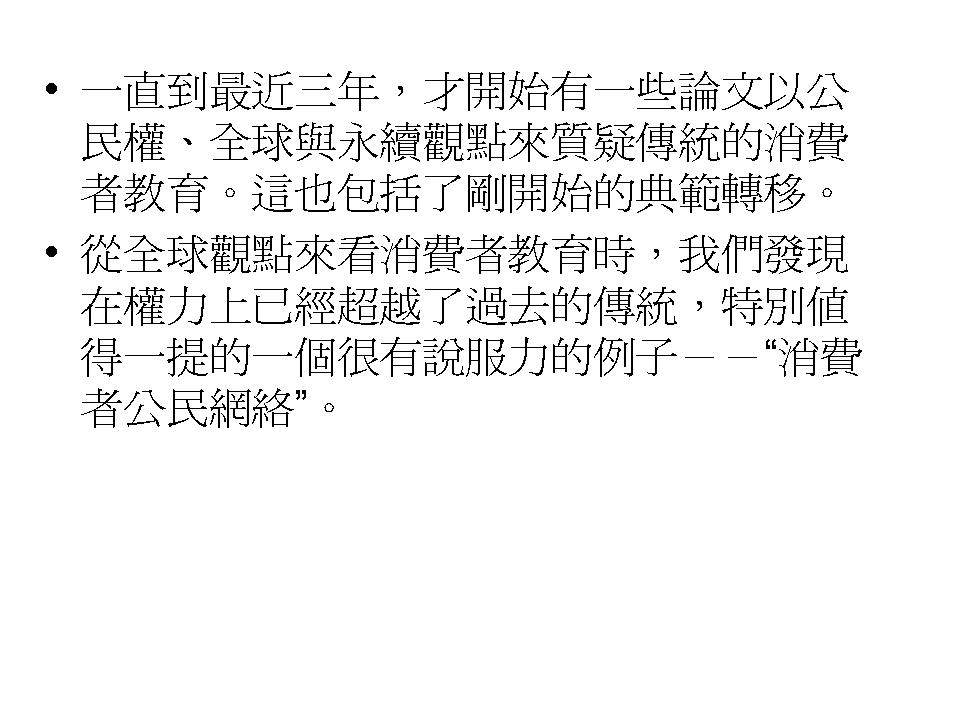 • 一直到最近三年，才開始有一些論文以公
民權、全球與永續觀點來質疑傳統的消費
者教育。這也包括了剛開始的典範轉移。
• 從全球觀點來看消費者教育時，我們發現
在權力上已經超越了過去的傳統，特別值
得一提的一個很有說服力的例子－－“消費
者公民網絡”。